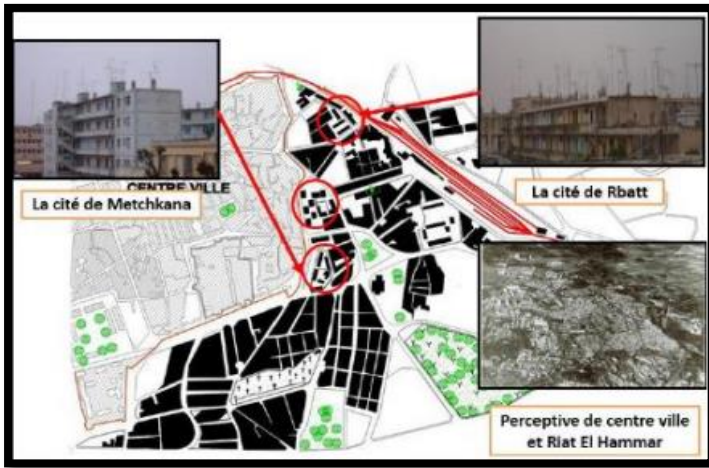 CENTRE VILLE
La cité de Metchkana
La cité de Rbatt
Perceptive de centre ville
et Riat El Hammar